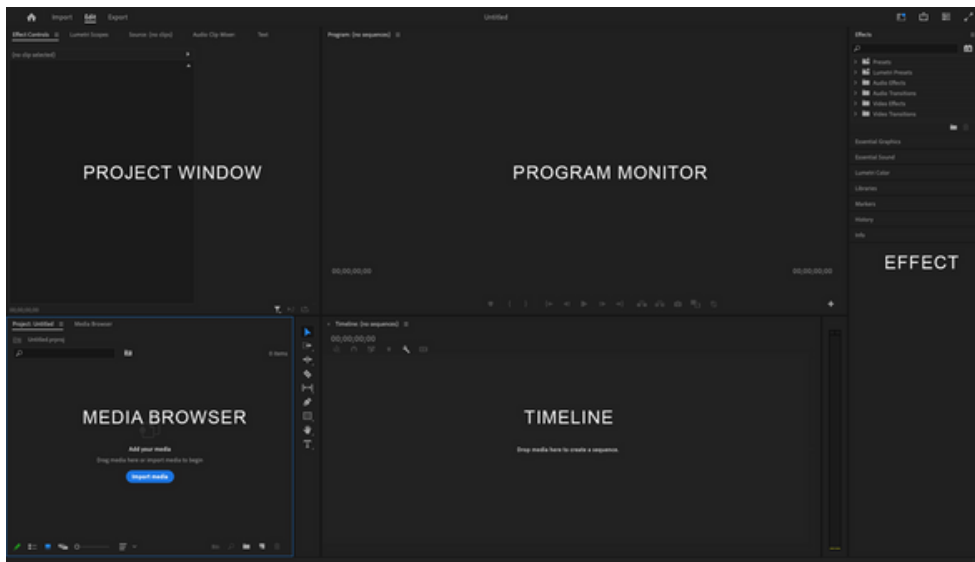 Import Edit Export
Untitled
Effect Controls Lumetri Scopes Source: (no clips) Audio Clip Mixer Text
(no clip selected)
PROJECT WINDOW
00;00;00;00
Program: (no sequences)
PROGRAM MONITOR
00;00;00;00
00;00;00;00
Effects
Presets
Lumetri Presets
Audio Effects
Audio Transitions
Video Effects
Video Transitions
Essential Graphics
Essential Sound
Lumetri Color
Libraries
Markers
History
Info
EFFECT
Project: Untitled Media Browser
Untitled.prproj
0 items
MEDIA BROWSER
Add your media
Drag media here or import media to begin
Import media
Timeline: (no sequences)
00;00;00;00
TIMELINE
Drop media here to create a sequence.